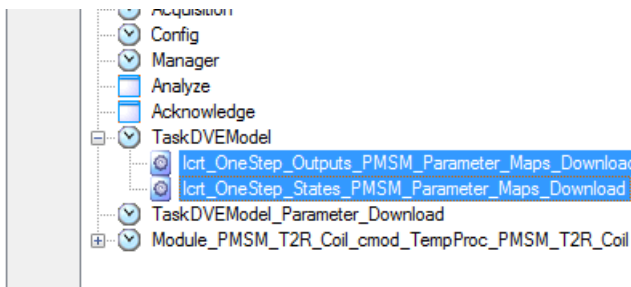 Acquisition
Config
Manager
Analyze
Acknowledge
TaskDVEModel
lcrt_OneStep_Outputs_PMSM_Parameter_Maps_Download
lcrt_OneStep_States_PMSM_Parameter_Maps_Download
TaskDVEModel_Parameter_Download
Module_PMSM_T2R_Coil_cmod_TempProc_PMSM_T2R_Coil